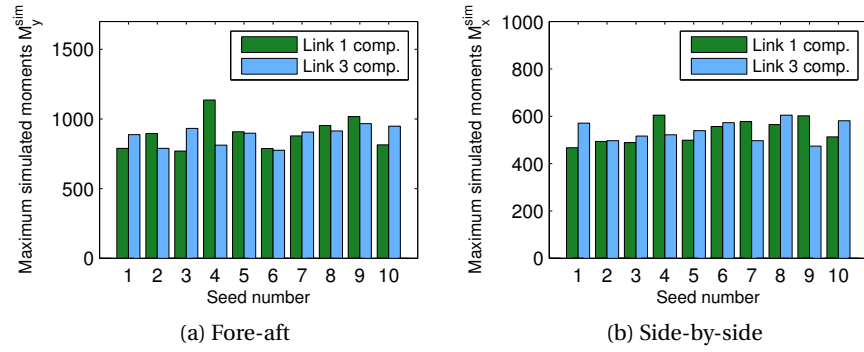 Maximum simulated moments M_y^sim
1500
1000
500
0
Link 1 comp.
Link 3 comp.
1 2 3 4 5 6 7 8 9 10
Seed number
(a) Fore-aft
Maximum simulated moments M_x^sim
1000
800
600
400
200
0
Link 1 comp.
Link 3 comp.
1 2 3 4 5 6 7 8 9 10
Seed number
(b) Side-by-side